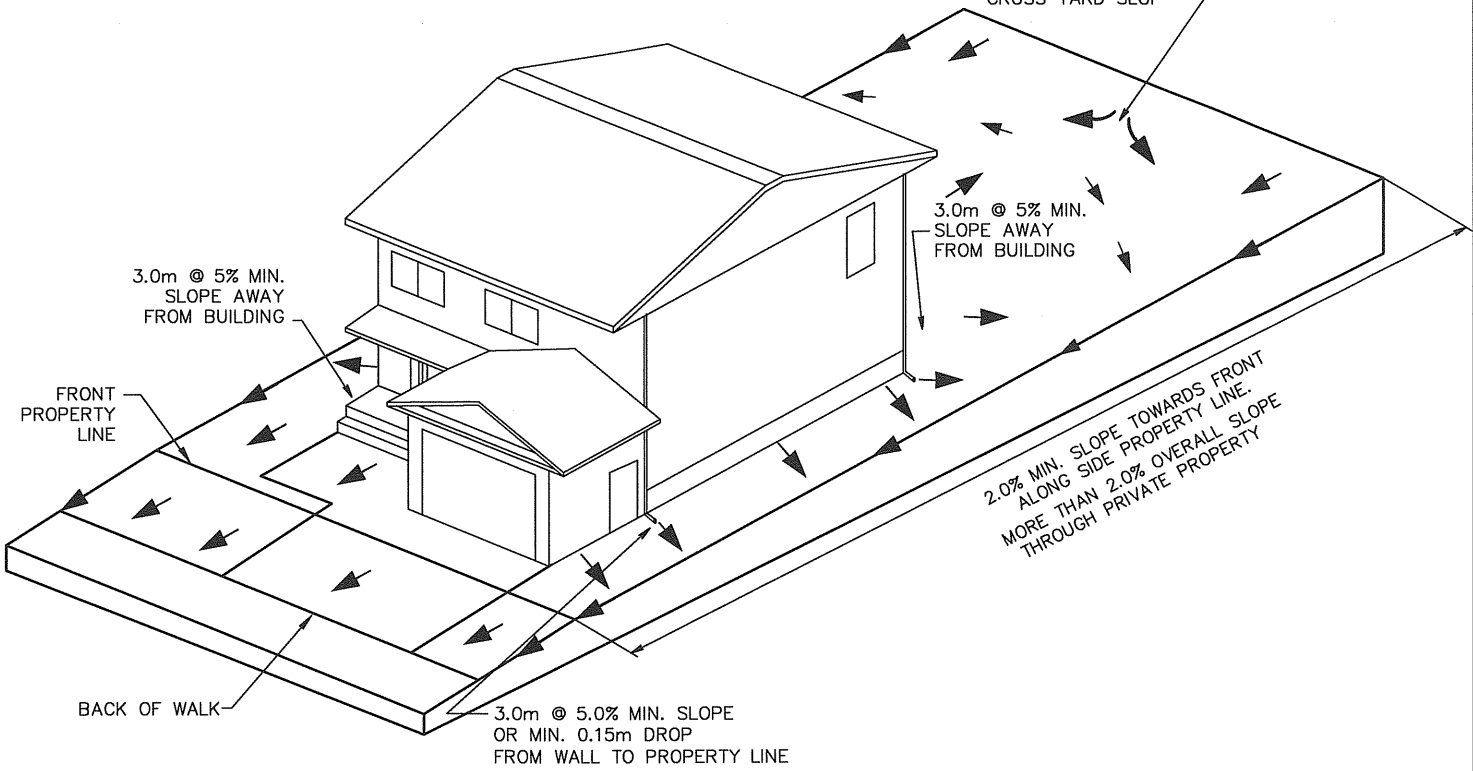 3.0m @ 5% MIN.
SLOPE AWAY
FROM BUILDING
3.0m @ 5% MIN.
SLOPE AWAY
FROM BUILDING
FRONT
PROPERTY
LINE
2.0% MIN. SLOPE TOWARDS FRONT
ALONG SIDE PROPERTY LINE.
MORE THAN 2.0% OVERALL SLOPE
THROUGH PRIVATE PROPERTY
BACK OF WALK
3.0m @ 5.0% MIN. SLOPE
OR MIN. 0.15m DROP
FROM WALL TO PROPERTY LINE